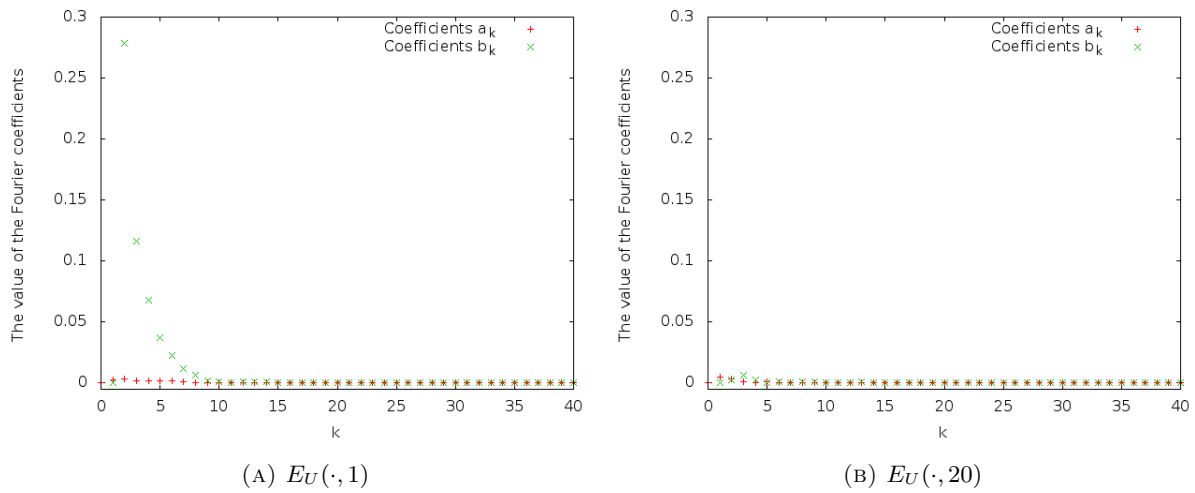 The value of the Fourier coefficients
0.3
0.25
0.2
0.15
0.1
0.05
0
Coefficients a_k
Coefficients b_k
0 5 10 15 20 25 30 35 40
k
(A) E_U(·, 1)
The value of the Fourier coefficients
0.3
0.25
0.2
0.15
0.1
0.05
0
Coefficients a_k
Coefficients b_k
0 5 10 15 20 25 30 35 40
k
(B) E_U(·, 20)